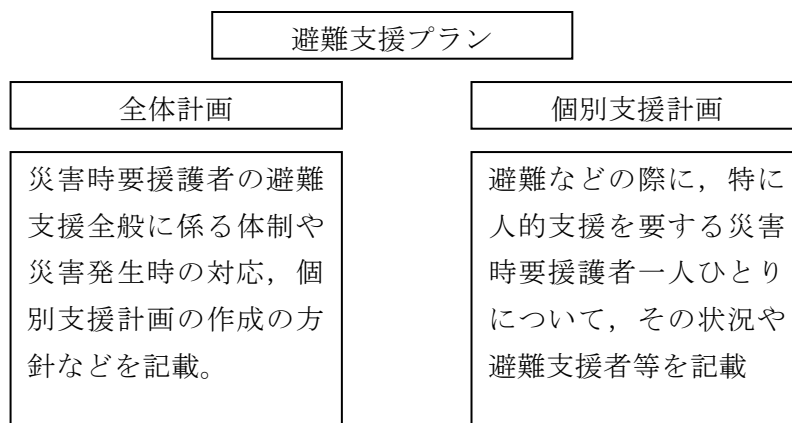 避難支援プラン
全体計画
個別支援計画
災害時要援護者の避難
支援全般に係る体制や
災害発生時の対応，個
別支援計画の作成の方
針などを記載。
避難などの際に，特に
人的支援を要する災害
時要援護者一人ひとり
について，その状況や
避難支援者等を記載